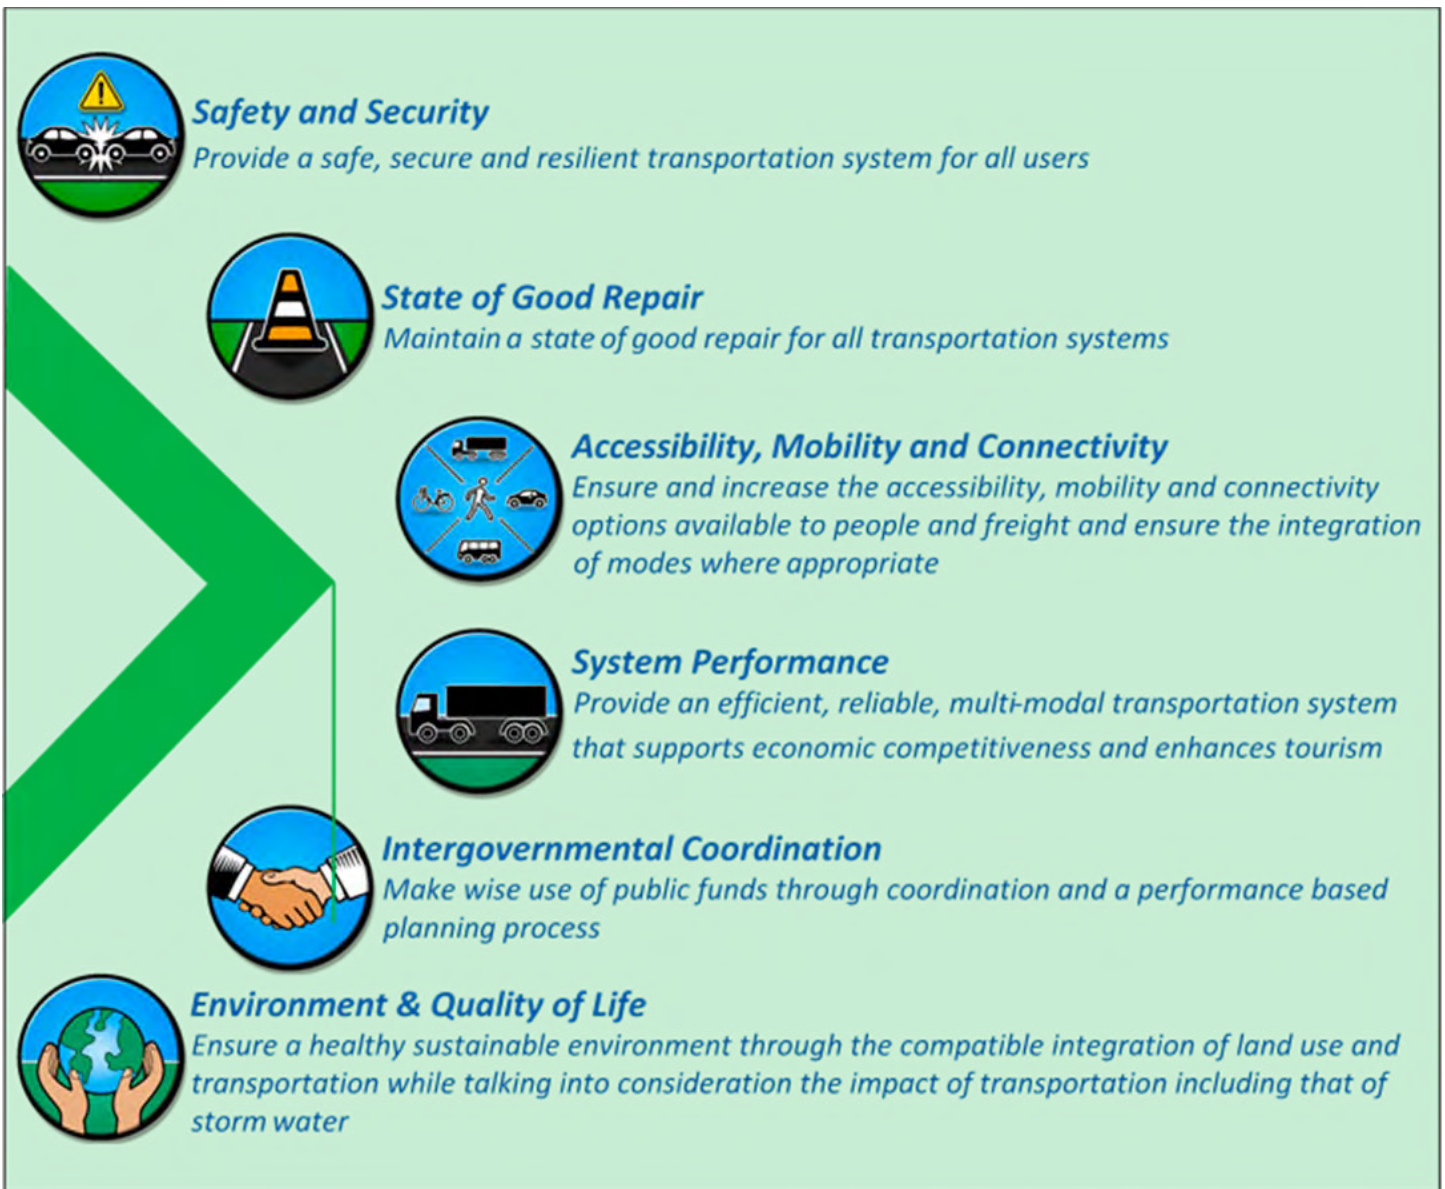 Safety and Security
Provide a safe, secure and resilient transportation system for all users
State of Good Repair
Maintain a state of good repair for all transportation systems
Accessibility, Mobility and Connectivity
Ensure and increase the accessibility, mobility and connectivity
options available to people and freight and ensure the integration
of modes where appropriate
System Performance
Provide an efficient, reliable, multi-modal transportation system
that supports economic competitiveness and enhances tourism
Intergovernmental Coordination
Make wise use of public funds through coordination and a performance based
planning process
Environment & Quality of Life
Ensure a healthy sustainable environment through the compatible integration of land use and
transportation while talking into consideration the impact of transportation including that of
storm water